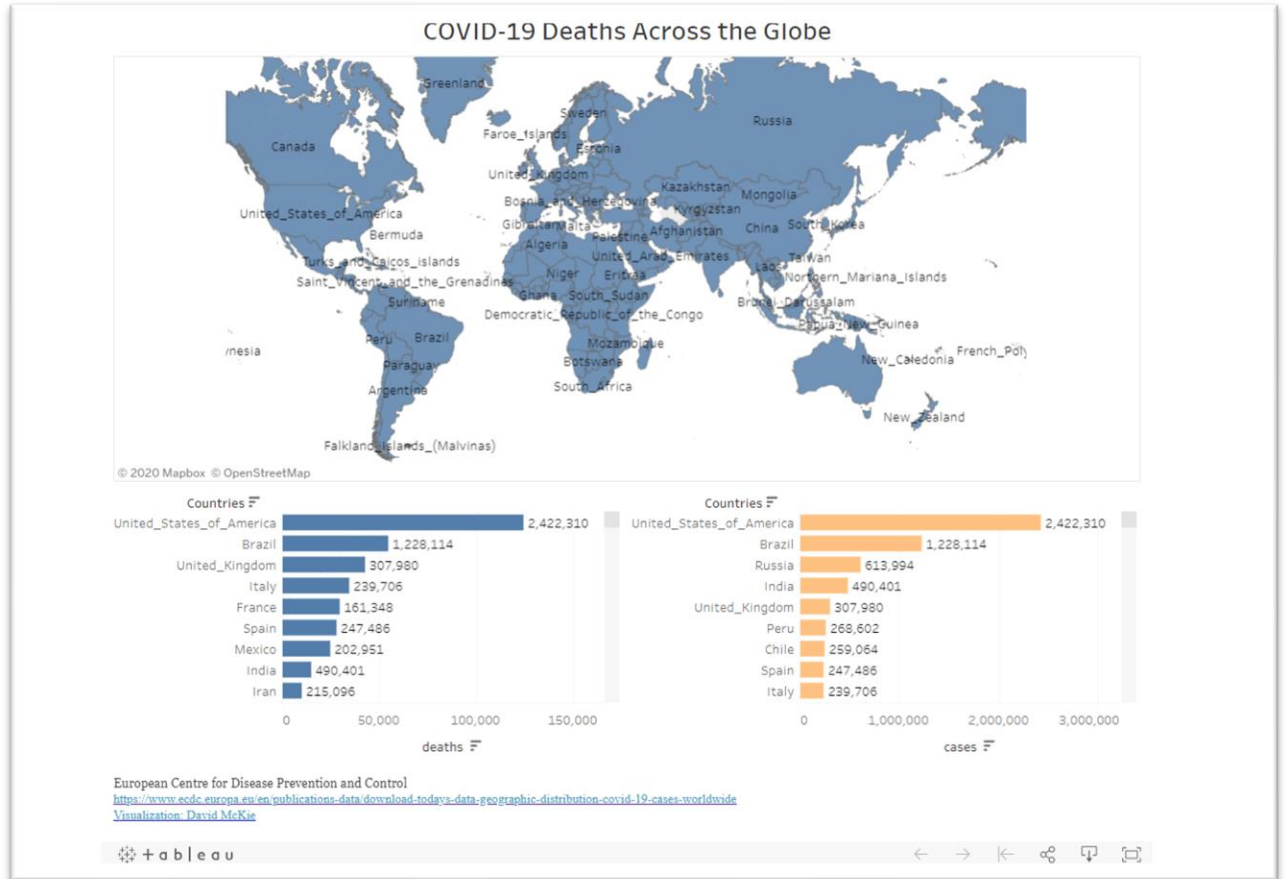 COVID-19 Deaths Across the Globe
Greenland
Sweden
Russia
Faroe_Islands
Estonia
Canada
United_Kingdom
Kazakhstan
Mongolia
Bosnia_and_Herzegovina
Kyrgyzstan
United_States_of_America
Gibraltar
Malta
Afghanistan
China
South_Korea
Bermuda
Palestine
Algeria
United_Arab_Emirates
Taiwan
Turks_and_Caicos_islands
Laos
Niger
Eritrea
Northern_Mariana_Islands
Saint_Vincent_and_the_Grenadines
Ghana
South_Sudan
Suriname
Brunei_Darussalam
Democratic_Republic_of_the_Congo
Papua_New_Guinea
Peru
Brazil
Mozambique
ynesia
French_Poly
New_Caledonia
Paraguay
Botswana
Argentina
South_Africa
New_Zealand
Falkland_Islands_(Malvinas)
© 2020 Mapbox © OpenStreetMap
Countries
United_States_of_America 2,422,310
Brazil 1,228,114
United_Kingdom 307,980
Italy 239,706
France 161,348
Spain 247,486
Mexico 202,951
India 490,401
Iran 215,096
0 50,000 100,000 150,000
deaths
Countries
United_States_of_America 2,422,310
Brazil 1,228,114
Russia 613,994
India 490,401
United_Kingdom 307,980
Peru 268,602
Chile 259,064
Spain 247,486
Italy 239,706
0 1,000,000 2,000,000 3,000,000
cases
European Centre for Disease Prevention and Control
https://www.ecdc.europa.eu/en/publications-data/download-todays-data-geographic-distribution-covid-19-cases-worldwide
Visualization: David McKie
+ableau